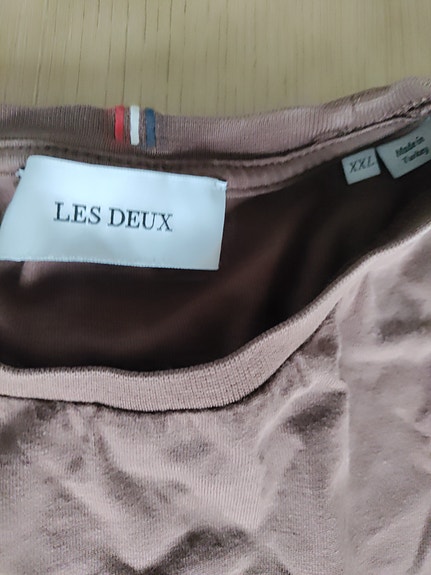 LES DEUX
XXL
Made in
Turkey